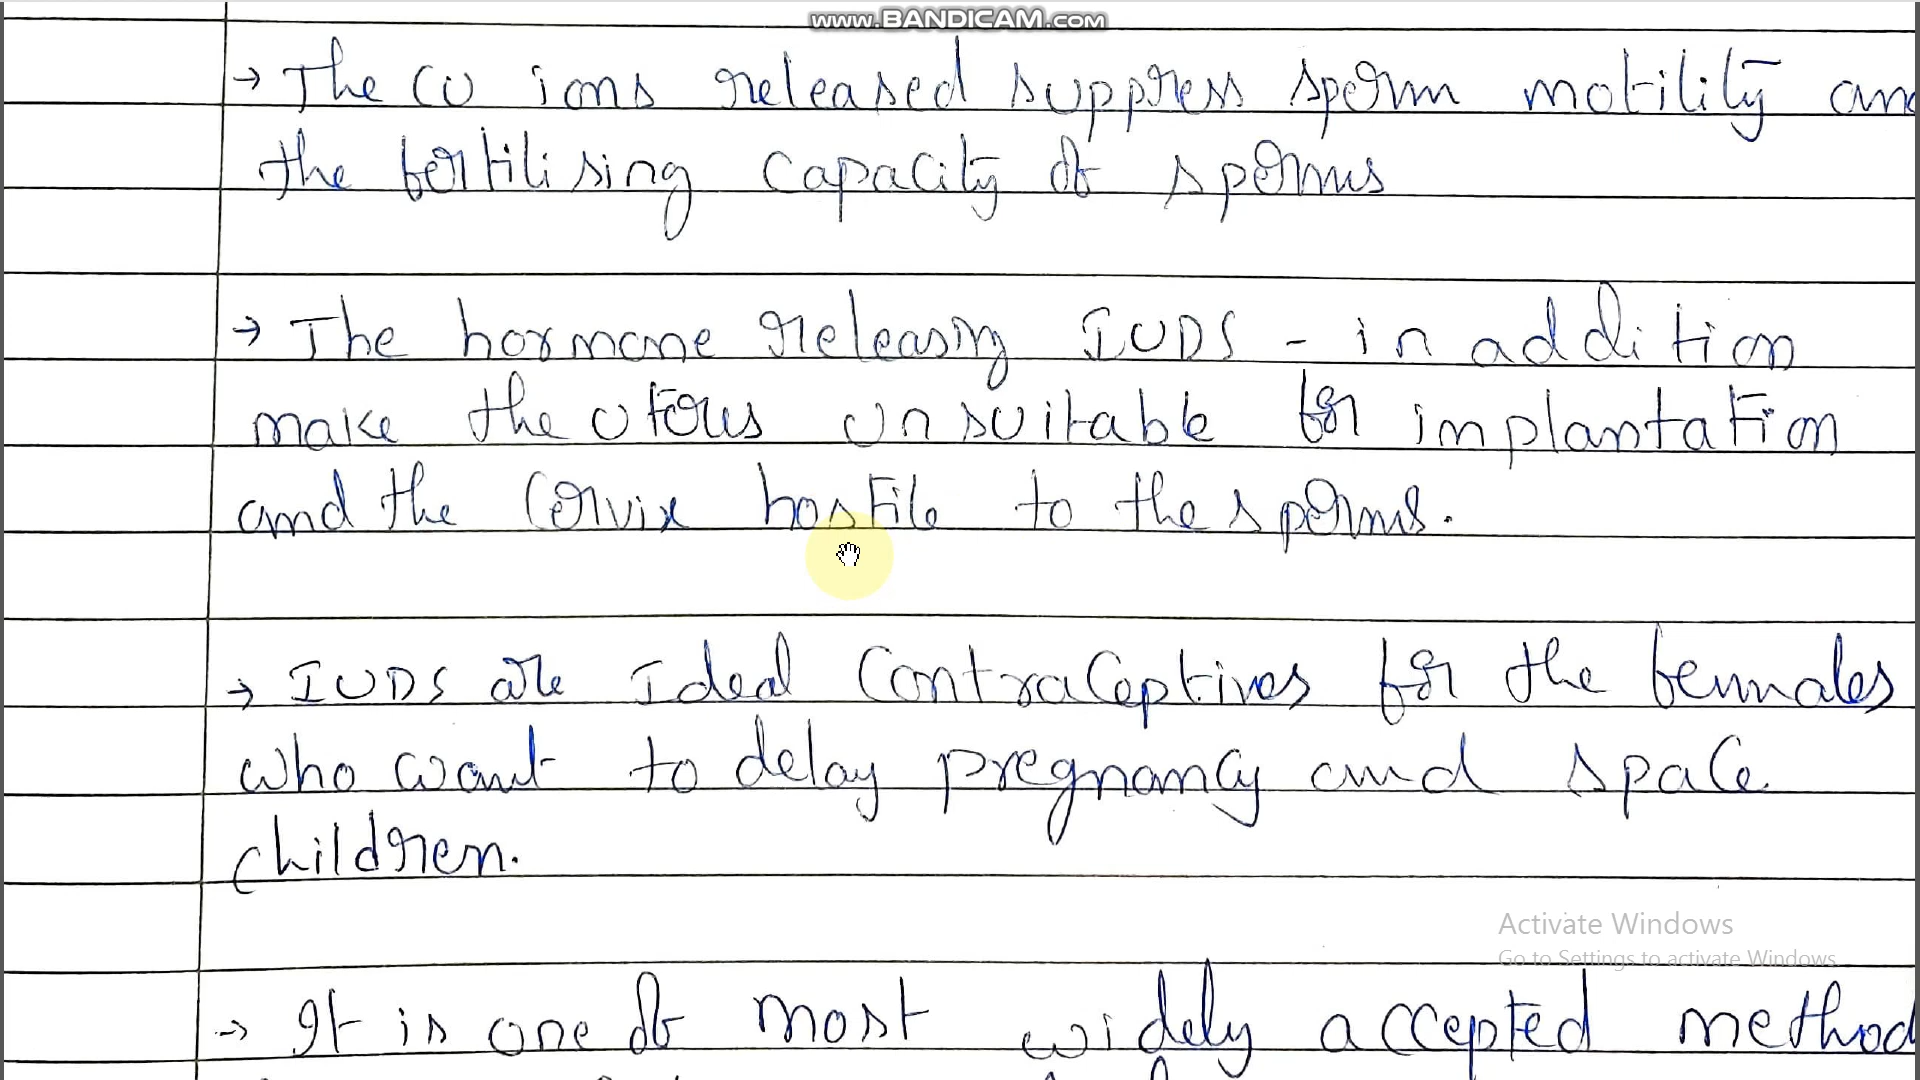 www.BANDICAM.com
→ The Cu ions released suppress sperm motility and
the fertilising capacity of sperms
→ The hormone releasing IUDS - in addition
make the uterus unsuitable for implantation
and the Cervix hostile to the sperms.
→ IUDS are Ideal Contraceptives for the females
who want to delay pregnancy and space
children.
Activate Windows
Go to Settings to activate Windows.
→ It is one of most widely accepted method